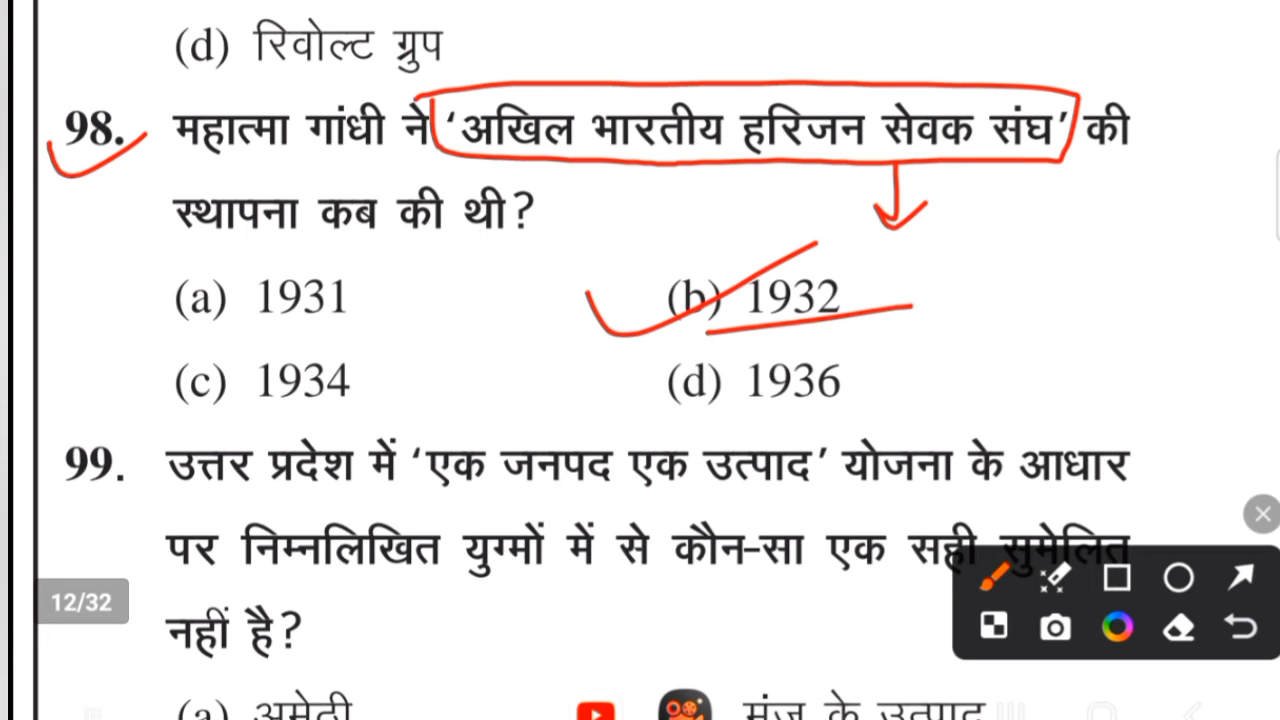 (d) रिवोल्ट ग्रुप
98. महात्मा गांधी ने 'अखिल भारतीय हरिजन सेवक संघ' की
स्थापना कब की थी?
(a) 1931 (b) 1932
(c) 1934 (d) 1936
99. उत्तर प्रदेश में 'एक जनपद एक उत्पाद' योजना के आधार
पर निम्नलिखित युग्मों में से कौन-सा एक सही सुमेलित
12/32
नहीं है?
(a) अमेठी मूंज के उत्पाद